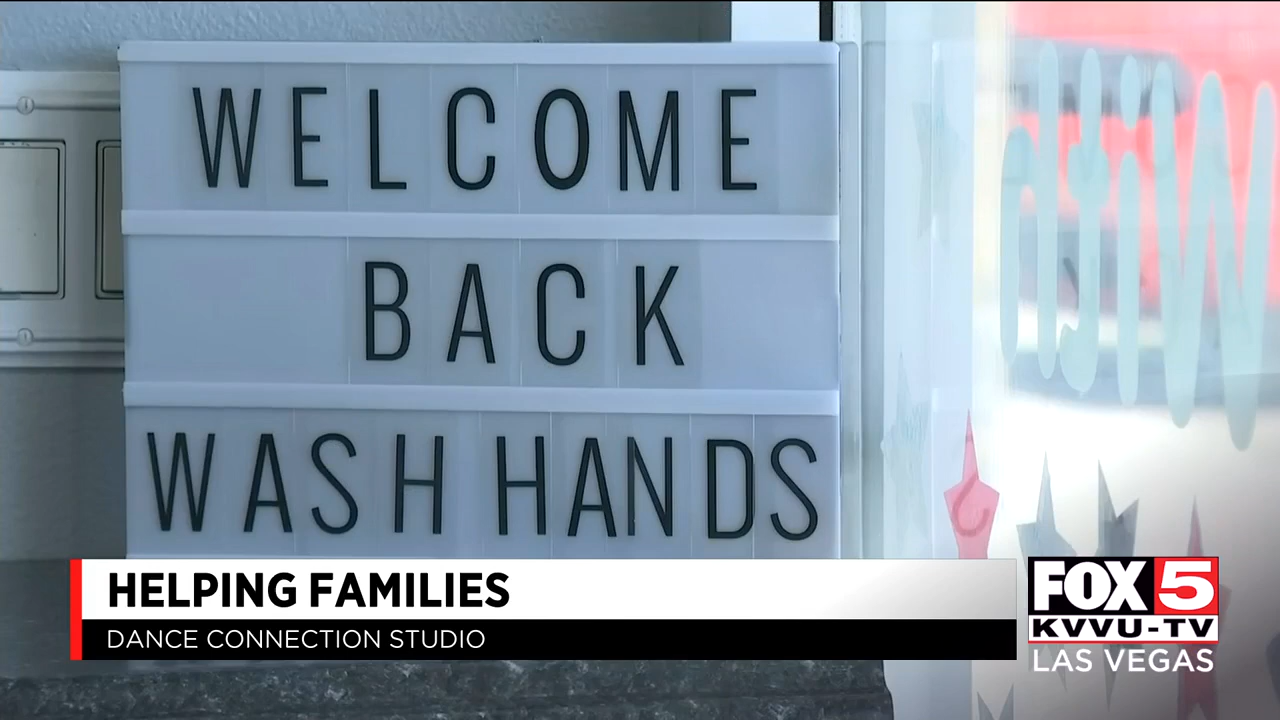 WELCOME
BACK
WASH HANDS
HELPING FAMILIES
DANCE CONNECTION STUDIO
FOX 5
KVVU-TV
LAS VEGAS